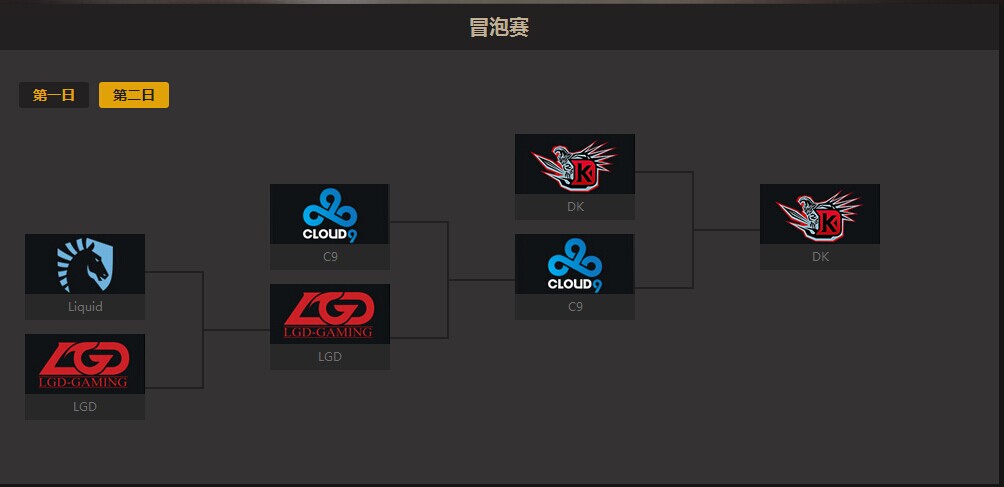 冒泡赛
第一日
第二日
Liquid
LGD-GAMING
LGD
CLOUD9
C9
LGD-GAMING
LGD
K
DK
CLOUD9
C9
K
DK